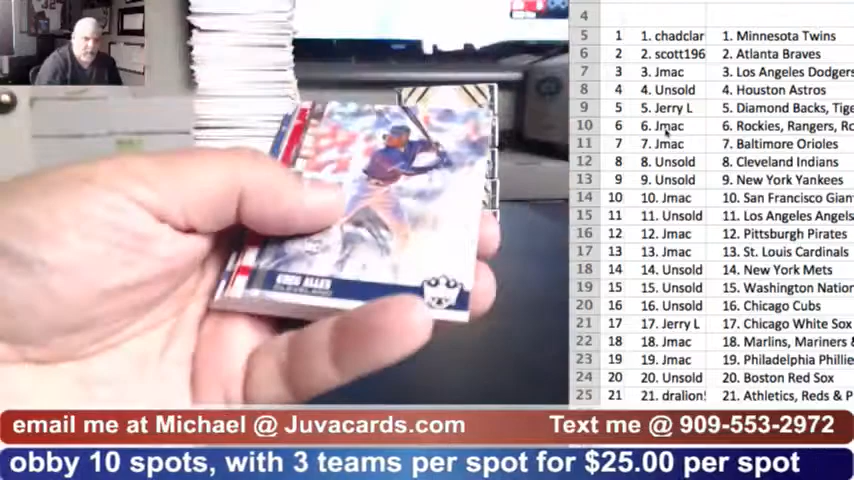 GREG ALLEN
CLEVELAND
4
5 1 1. chadclar 1. Minnesota Twins
6 2 2. scott196 2. Atlanta Braves
7 3 3. Jmac 3. Los Angeles Dodgers
8 4 4. Unsold 4. Houston Astros
9 5 5. Jerry L 5. Diamond Backs, Tige
10 6 6. Jmac 6. Rockies, Rangers, Ro
11 7 7. Jmac 7. Baltimore Orioles
12 8 8. Unsold 8. Cleveland Indians
13 9 9. Unsold 9. New York Yankees
14 10 10. Jmac 10. San Francisco Giant
15 11 11. Unsold 11. Los Angeles Angels
16 12 12. Jmac 12. Pittsburgh Pirates
17 13 13. Jmac 13. St. Louis Cardinals
18 14 14. Unsold 14. New York Mets
19 15 15. Unsold 15. Washington Nation
20 16 16. Unsold 16. Chicago Cubs
21 17 17. Jerry L 17. Chicago White Sox
22 18 18. Jmac 18. Marlins, Mariners &
23 19 19. Jmac 19. Philadelphia Phillie
24 20 20. Unsold 20. Boston Red Sox
25 21 21. dralion! 21. Athletics, Reds & P
email me at Michael @ Juvacards.com Text me @ 909-553-2972
obby 10 spots, with 3 teams per spot for $25.00 per spot